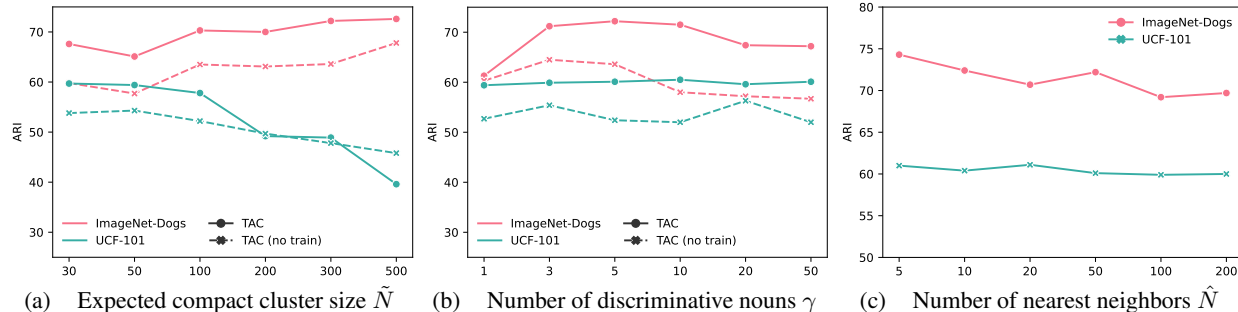 70
60
50
40
30
ARI
ImageNet-Dogs
UCF-101
TAC
TAC (no train)
30 50 100 200 300 500
(a) Expected compact cluster size Ñ
70
60
50
40
30
ARI
ImageNet-Dogs
UCF-101
TAC
TAC (no train)
1 3 5 10 20 50
(b) Number of discriminative nouns γ
80
75
70
65
60
55
50
ARI
ImageNet-Dogs
UCF-101
5 10 20 50 100 200
(c) Number of nearest neighbors N̂